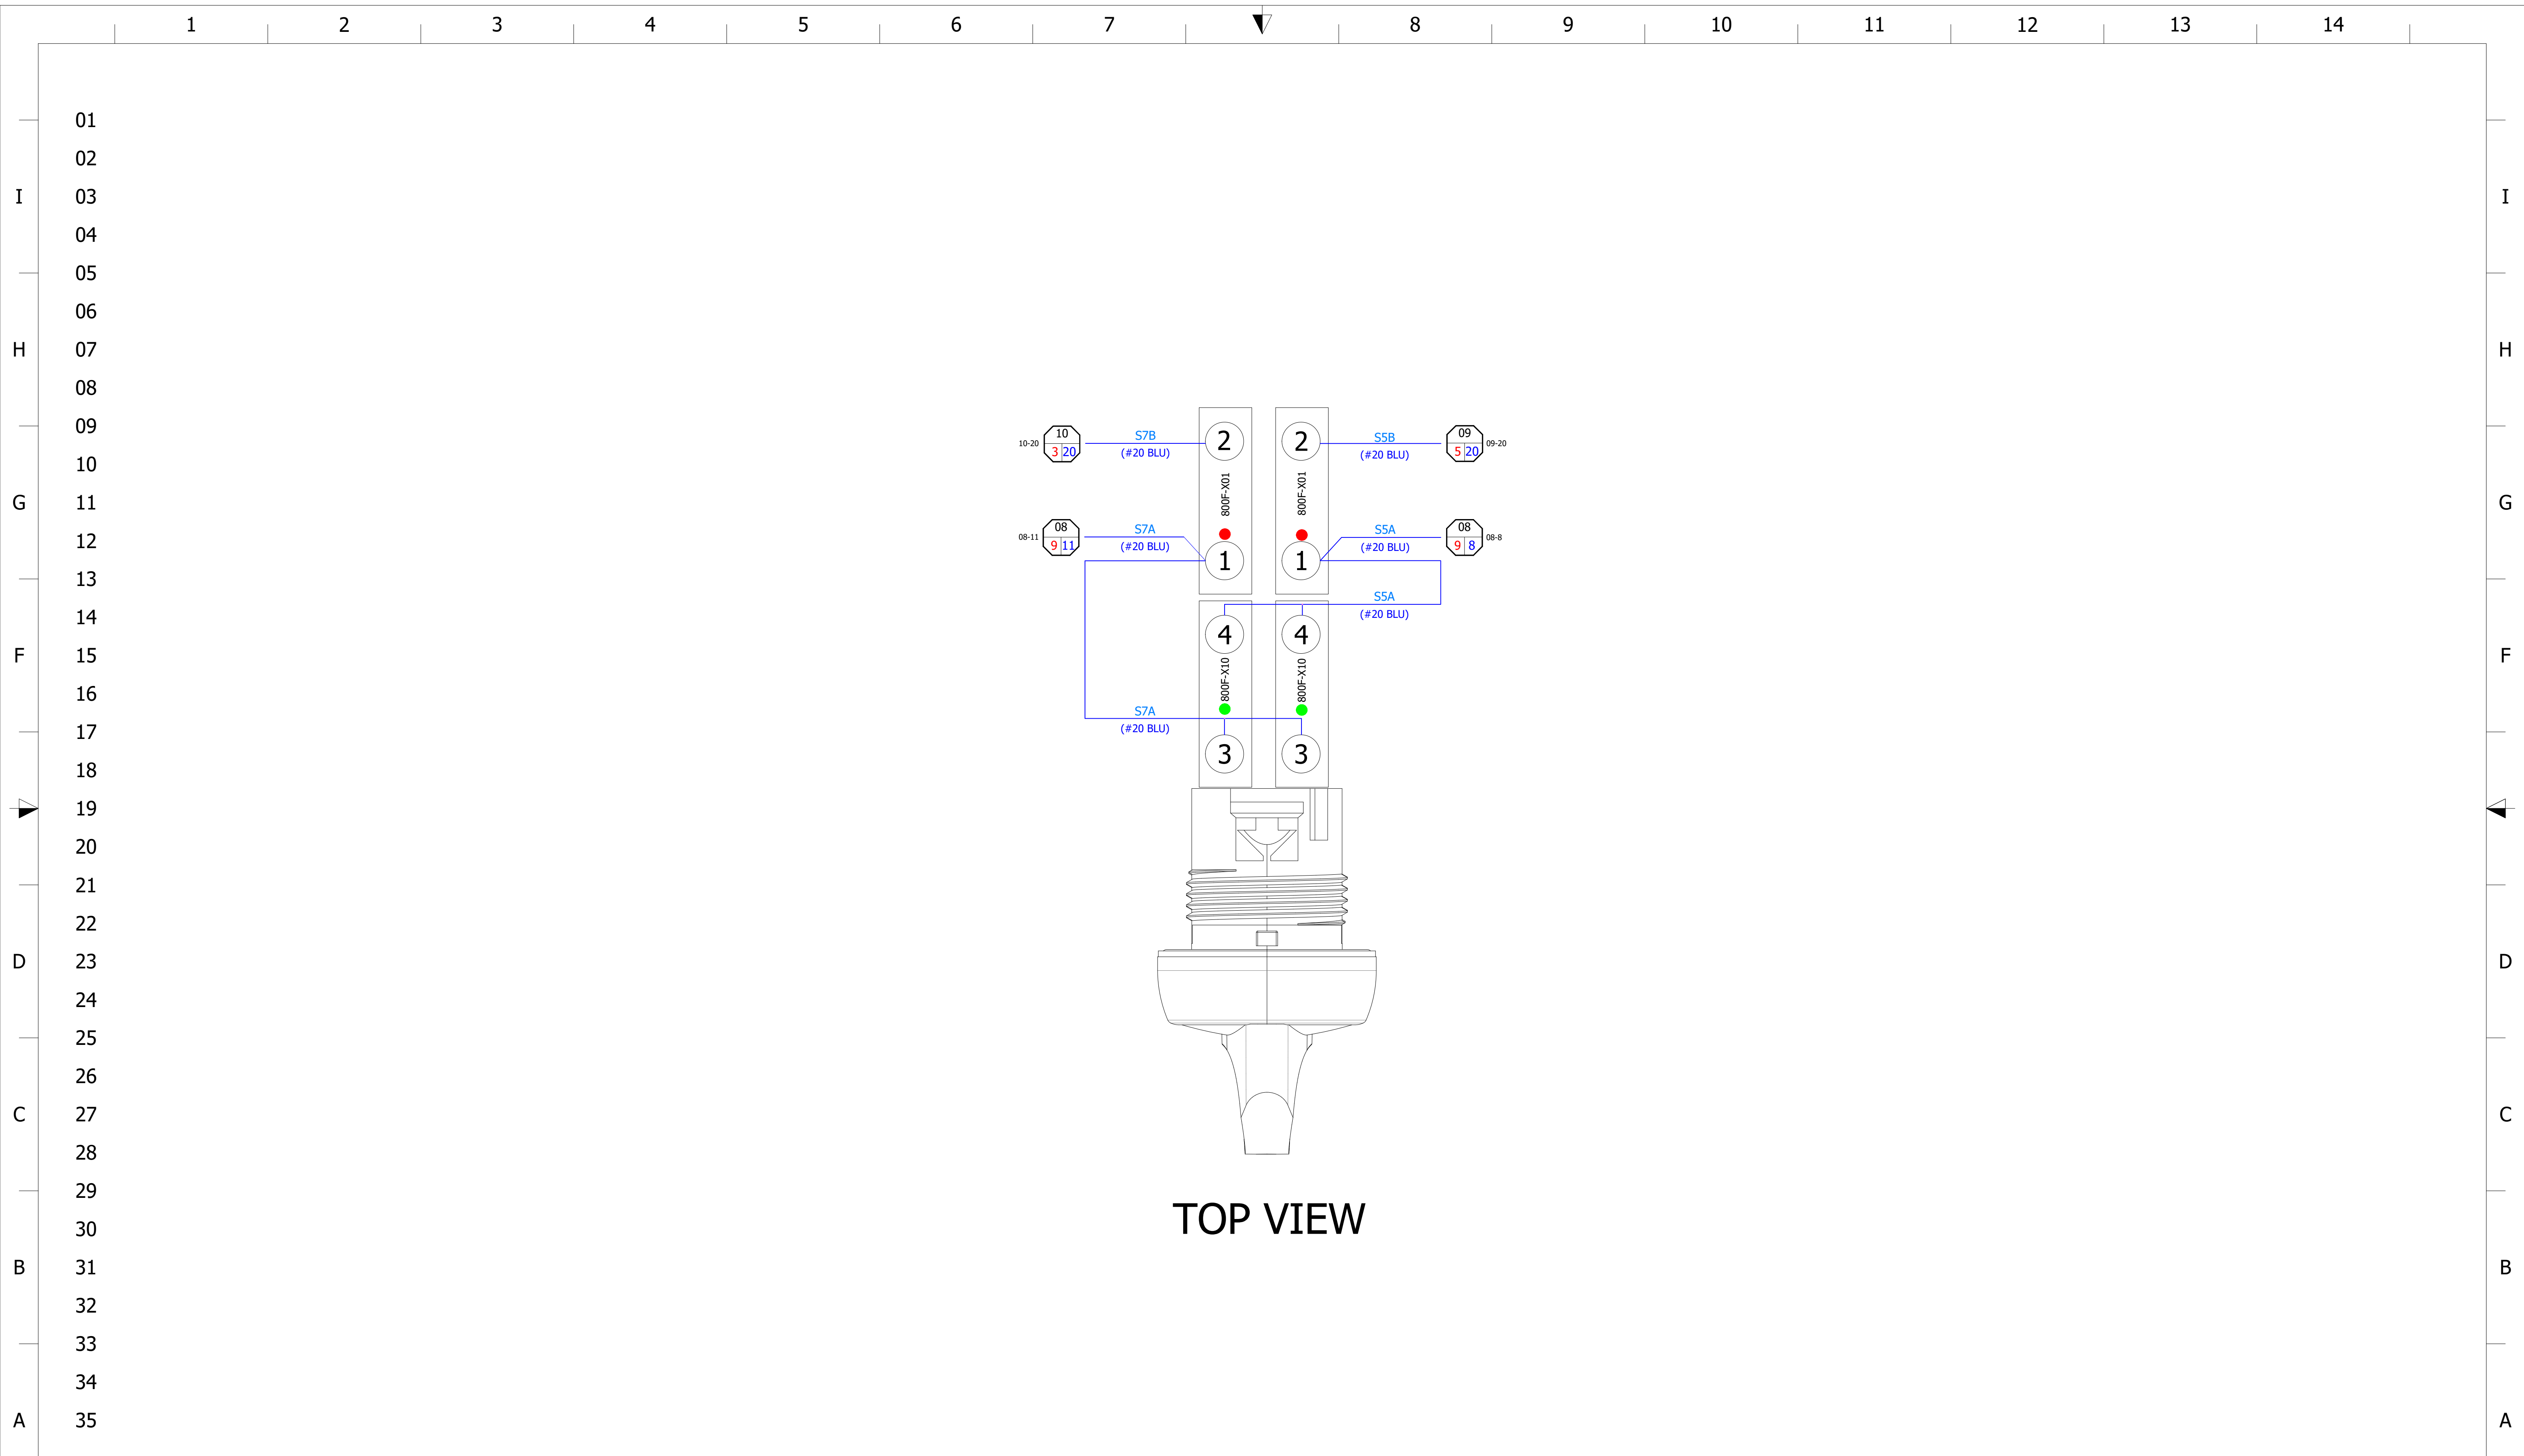 1 2 3 4 5 6 7 8 9 10 11 12 13 14
01
02
I 03 I
04
05
06
H 07 H
08
09
10
G 11 G
12
13
14
F 15 F
16
17
18
19
20
21
22
D 23 D
24
25
26
C 27 C
28
29
30
B 31 B
32
33
34
A 35 A
10-20 10 3 20
S7B
(#20 BLU)
2
2
S5B
(#20 BLU)
09 5 20 09-20
800F-X01
800F-X01
08-11 08 9 11
S7A
(#20 BLU)
1
1
S5A
(#20 BLU)
08 9 8 08-8
S5A
(#20 BLU)
4
4
800F-X10
800F-X10
S7A
(#20 BLU)
3
3
TOP VIEW